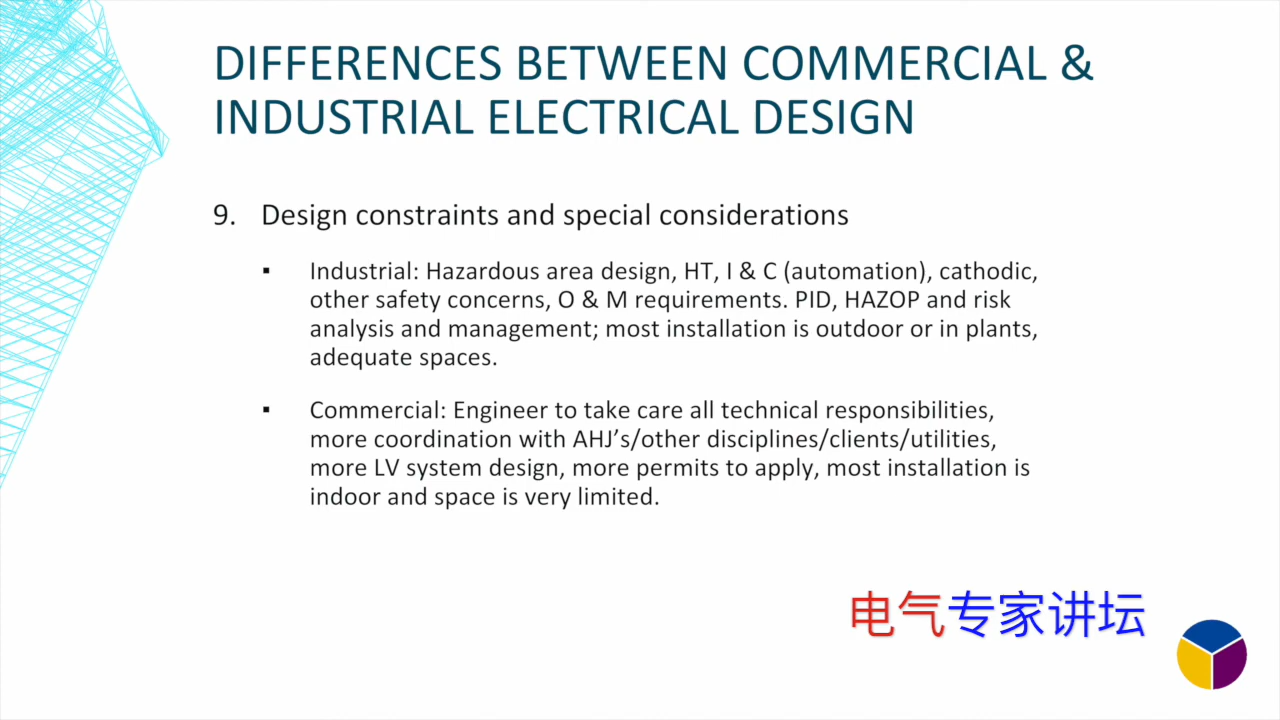 DIFFERENCES BETWEEN COMMERCIAL &
INDUSTRIAL ELECTRICAL DESIGN
9. Design constraints and special considerations
▪ Industrial: Hazardous area design, HT, I & C (automation), cathodic,
other safety concerns, O & M requirements. PID, HAZOP and risk
analysis and management; most installation is outdoor or in plants,
adequate spaces.
▪ Commercial: Engineer to take care all technical responsibilities,
more coordination with AHJ’s/other disciplines/clients/utilities,
more LV system design, more permits to apply, most installation is
indoor and space is very limited.
电气专家讲坛